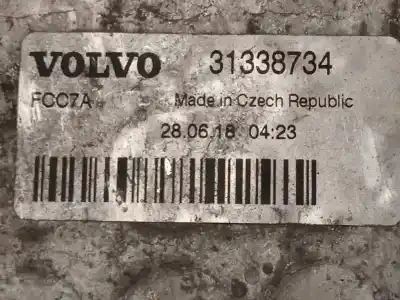 VOLVO 31338734
FCC7A Made in Czech Republic
28.06.18 04:23